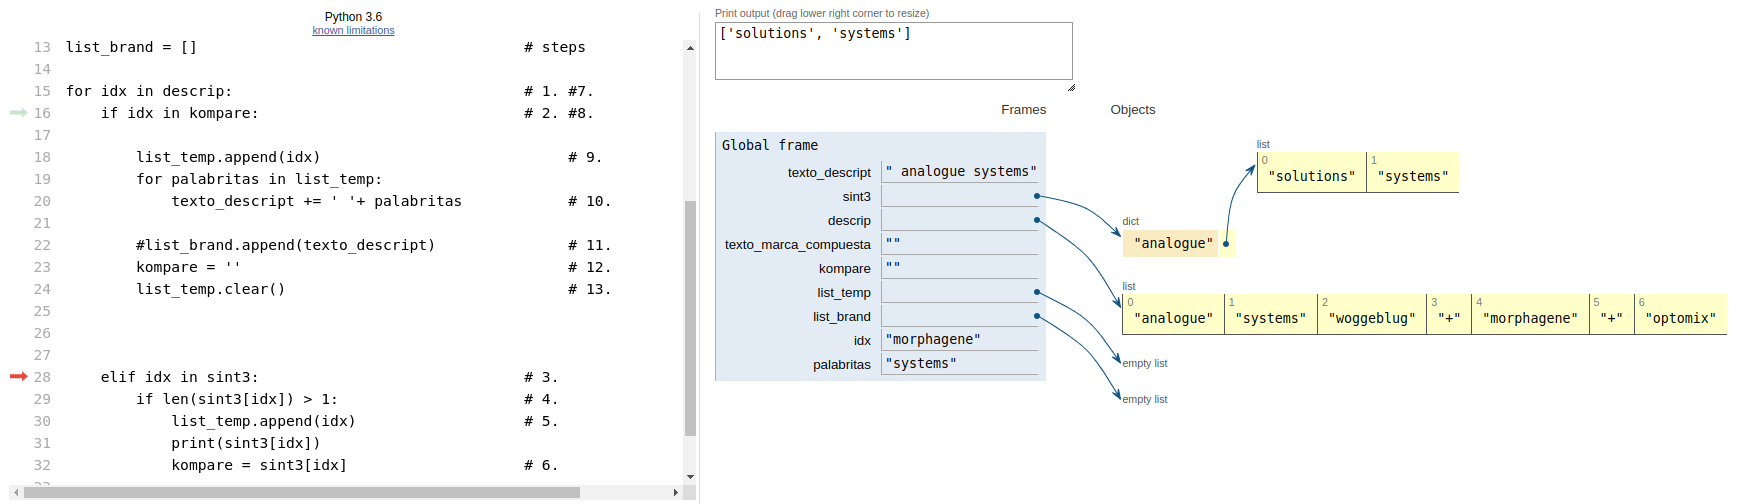 Python 3.6
known limitations
13 list_brand = [] # steps
14
15 for idx in descrip: # 1. #7.
16 if idx in kompare: # 2. #8.
17
18 list_temp.append(idx) # 9.
19 for palabritas in list_temp:
20 texto_descript += ' '+ palabritas # 10.
21
22 #list_brand.append(texto_descript) # 11.
23 kompare = '' # 12.
24 list_temp.clear() # 13.
25
26
27
28 elif idx in sint3: # 3.
29 if len(sint3[idx]) > 1: # 4.
30 list_temp.append(idx) # 5.
31 print(sint3[idx])
32 kompare = sint3[idx] # 6.
Print output (drag lower right corner to resize)
['solutions', 'systems']
Frames Objects
Global frame
texto_descript " analogue systems"
sint3
descrip
texto_marca_compuesta ""
kompare ""
list_temp
list_brand
idx "morphagene"
palabritas "systems"
list
0 1
"solutions" "systems"
dict
"analogue"
list
0 1 2 3 4 5 6
"analogue" "systems" "woggeblug" "+" "morphagene" "+" "optomix"
empty list
empty list